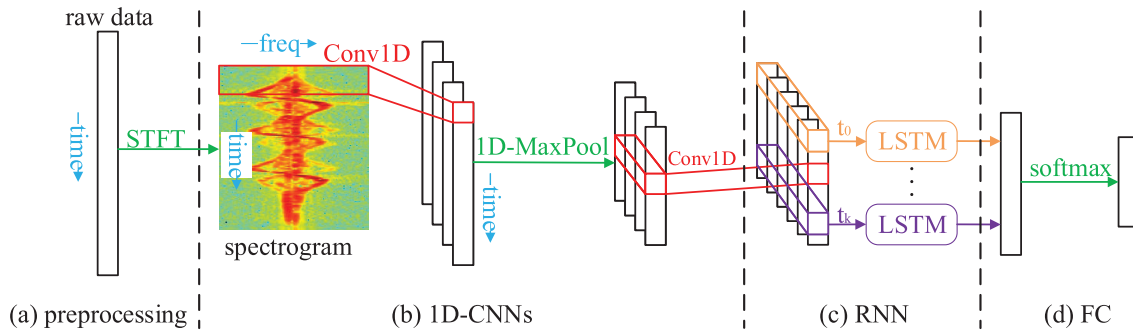 raw data
–time→
STFT
–freq→
Conv1D
–time→
spectrogram
1D-MaxPool
–time→
Conv1D
t₀
LSTM
⋮
tₖ
LSTM
softmax
(a) preprocessing
(b) 1D-CNNs
(c) RNN
(d) FC